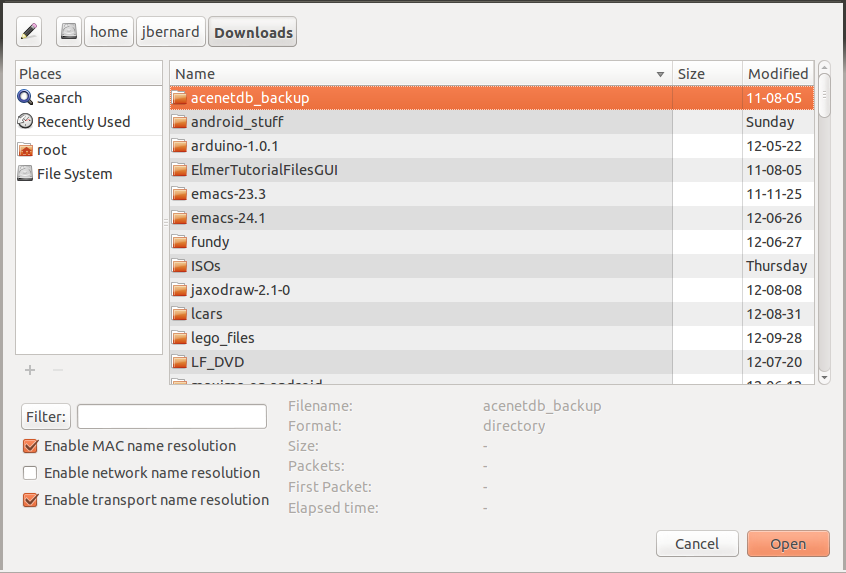 home jbernard Downloads
Places
Search
Recently Used
root
File System
Name Size Modified
acenetdb_backup 11-08-05
android_stuff Sunday
arduino-1.0.1 12-05-22
ElmerTutorialFilesGUI 11-08-05
emacs-23.3 11-11-25
emacs-24.1 12-06-26
fundy 12-06-27
ISOs Thursday
jaxodraw-2.1-0 12-08-08
lcars 12-08-31
lego_files 12-09-28
LF_DVD 12-07-20
Filter:
Enable MAC name resolution
Enable network name resolution
Enable transport name resolution
Filename: acenetdb_backup
Format: directory
Size: -
Packets: -
First Packet: -
Elapsed time: -
Cancel Open